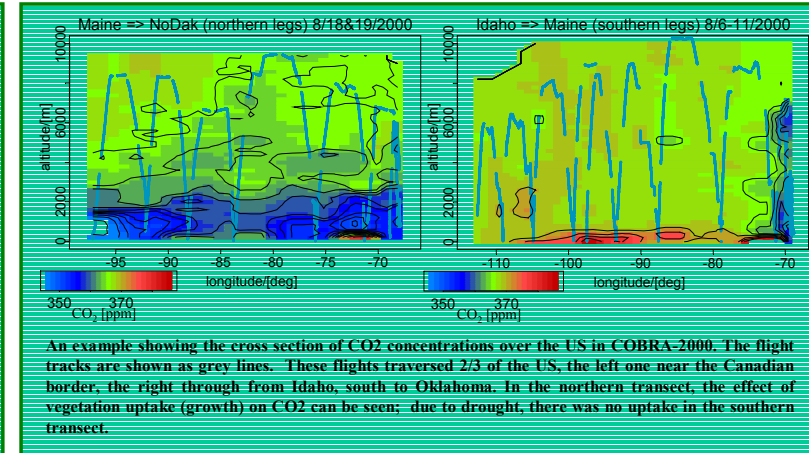 Maine => NoDak (northern legs) 8/18&19/2000
altitude/[m]
10000
6000
2000
0
-95 -90 -85 -80 -75 -70
longitude/[deg]
350 370
CO2 [ppm]
Idaho => Maine (southern legs) 8/6-11/2000
altitude/[m]
10000
6000
2000
0
-110 -100 -90 -80 -70
longitude/[deg]
350 370
CO2 [ppm]
An example showing the cross section of CO2 concentrations over the US in COBRA-2000. The flight
tracks are shown as grey lines. These flights traversed 2/3 of the US, the left one near the Canadian
border, the right through from Idaho, south to Oklahoma. In the northern transect, the effect of
vegetation uptake (growth) on CO2 can be seen; due to drought, there was no uptake in the southern
transect.